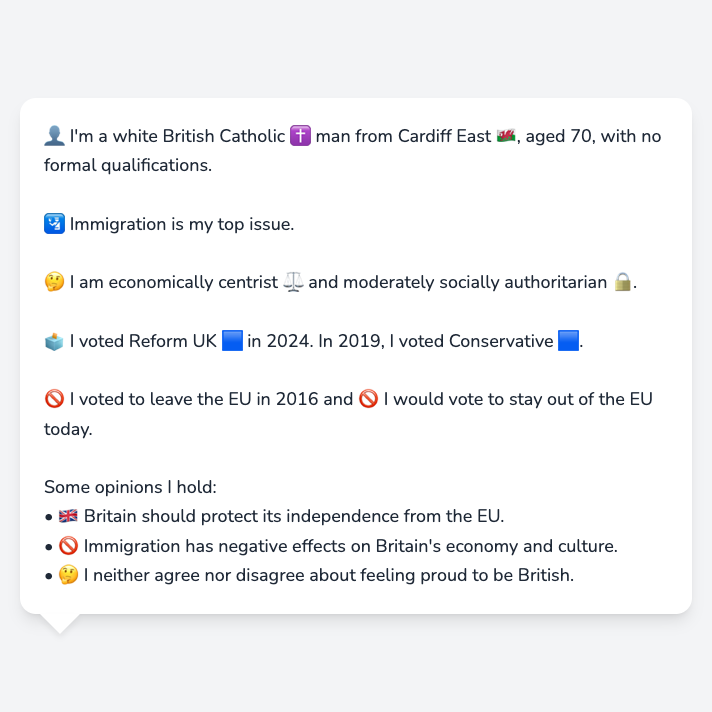 👤 I'm a white British Catholic ✝️ man from Cardiff East 🏴󠁧󠁢󠁷󠁬󠁳󠁿, aged 70, with no
formal qualifications.
🛂 Immigration is my top issue.
🤔 I am economically centrist ⚖️ and moderately socially authoritarian 🔒.
🗳️ I voted Reform UK 🟦 in 2024. In 2019, I voted Conservative 🟦.
🚫 I voted to leave the EU in 2016 and 🚫 I would vote to stay out of the EU
today.
Some opinions I hold:
• 🇬🇧 Britain should protect its independence from the EU.
• 🚫 Immigration has negative effects on Britain's economy and culture.
• 🤔 I neither agree nor disagree about feeling proud to be British.